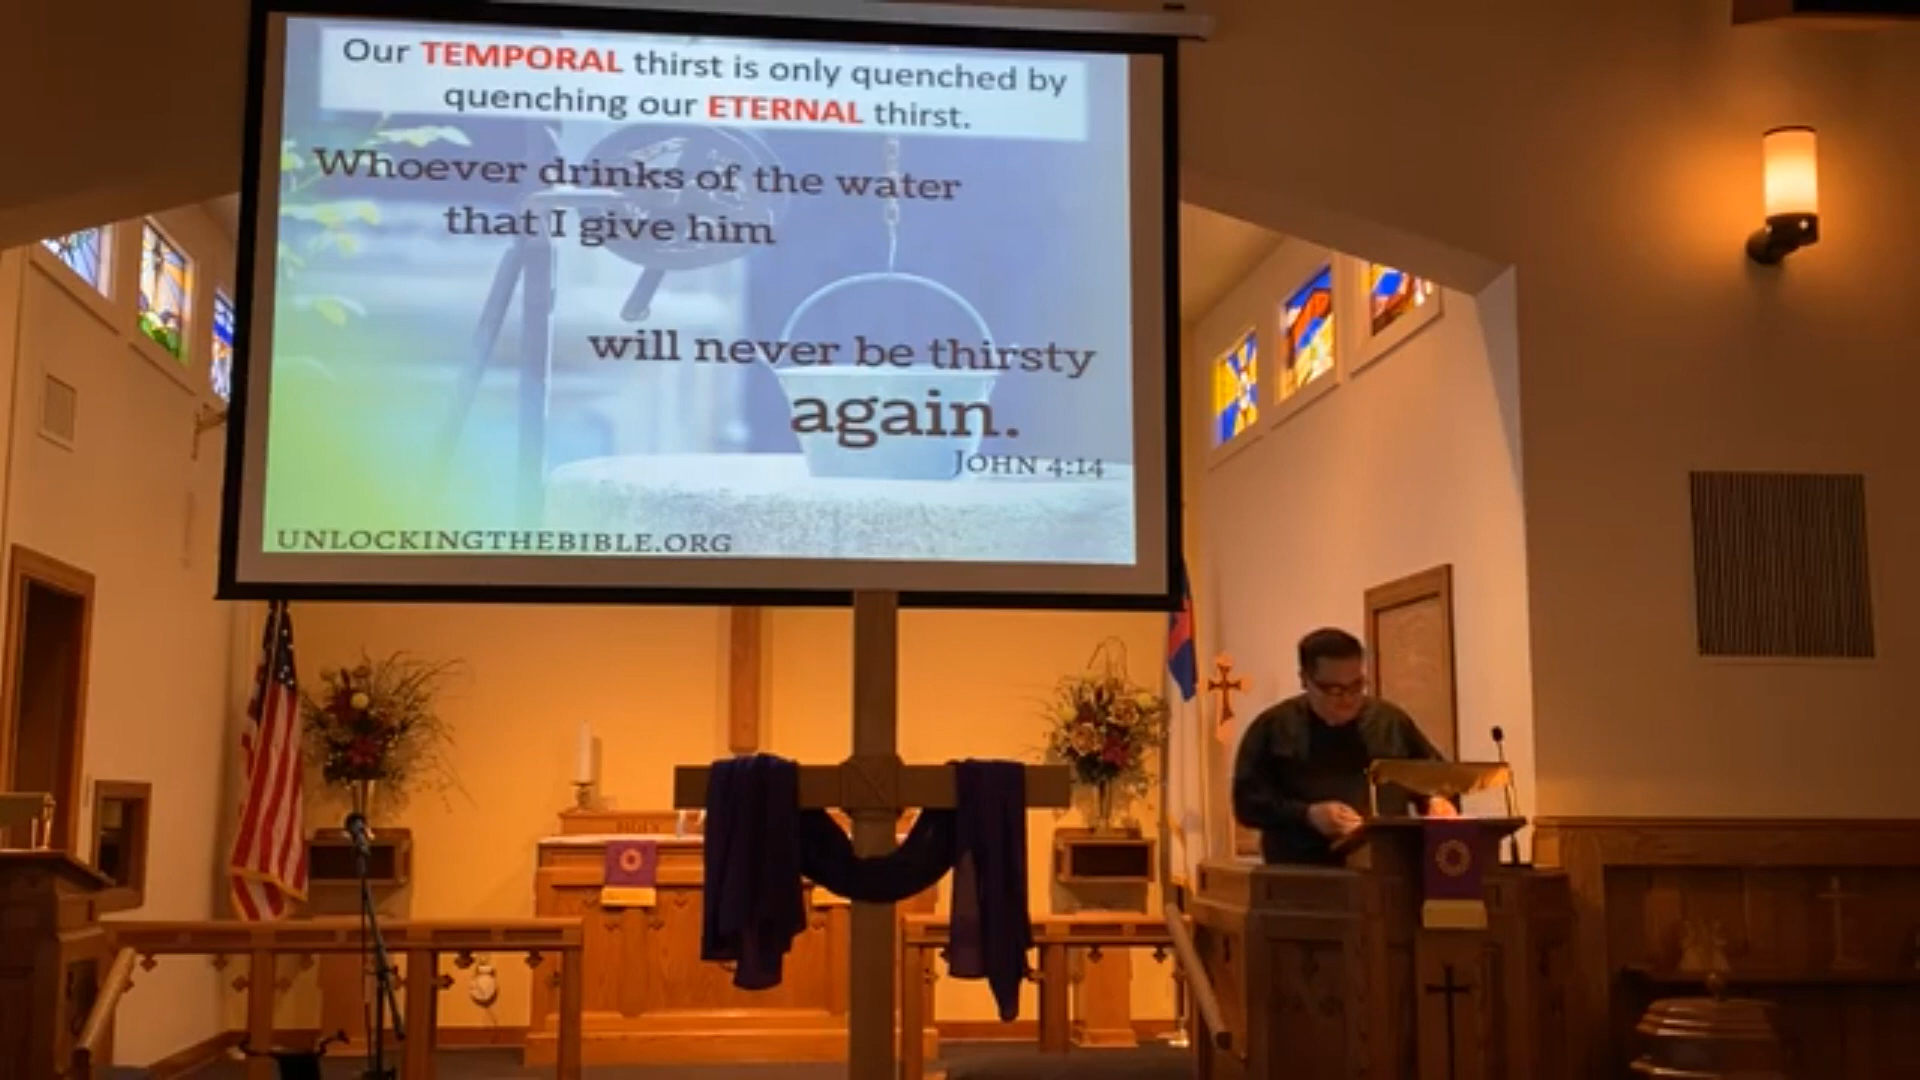 Our TEMPORAL thirst is only quenched by
quenching our ETERNAL thirst.
Whoever drinks of the water
that I give him
will never be thirsty
again.
JOHN 4:14
UNLOCKINGTHEBIBLE.ORG